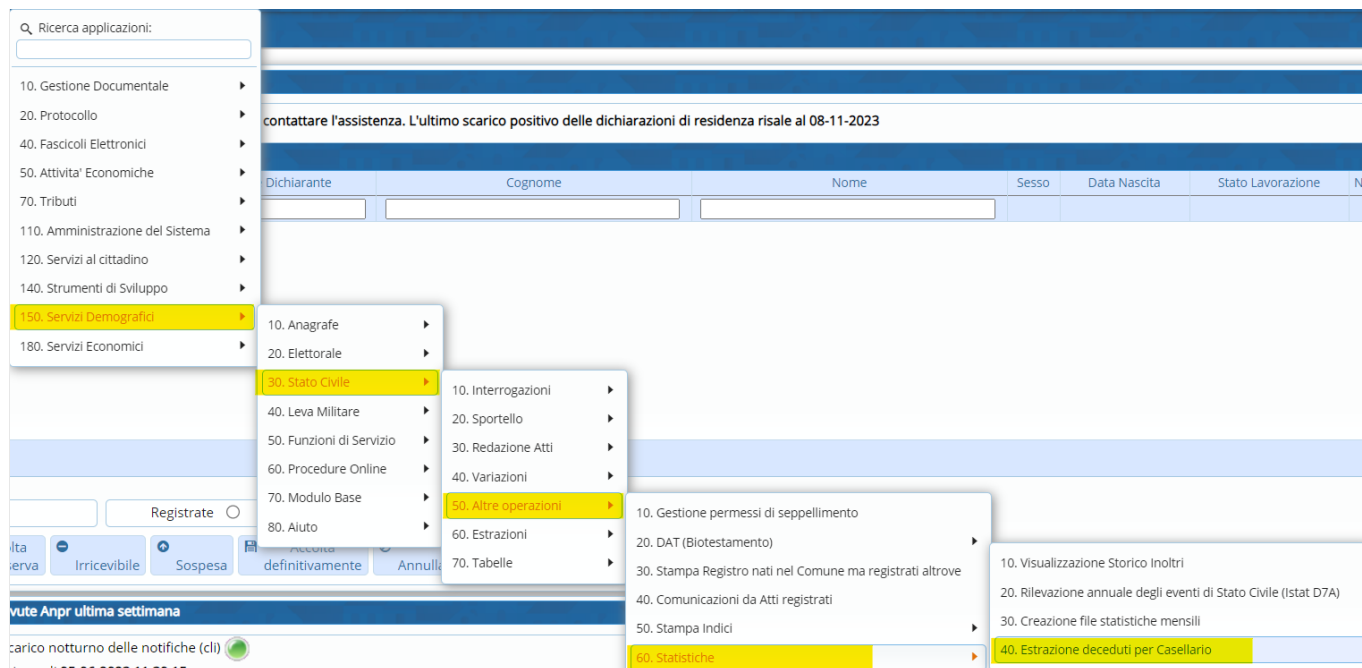 Ricerca applicazioni:
10. Gestione Documentale
20. Protocollo
40. Fascicoli Elettronici
50. Attivita' Economiche
70. Tributi
110. Amministrazione del Sistema
120. Servizi al cittadino
140. Strumenti di Sviluppo
150. Servizi Demografici
180. Servizi Economici
contattare l'assistenza. L'ultimo scarico positivo delle dichiarazioni di residenza risale al 08-11-2023
Dichiarante Cognome Nome Sesso Data Nascita Stato Lavorazione N
10. Anagrafe
20. Elettorale
30. Stato Civile
40. Leva Militare
50. Funzioni di Servizio
60. Procedure Online
70. Modulo Base
80. Aiuto
10. Interrogazioni
20. Sportello
30. Redazione Atti
40. Variazioni
50. Altre operazioni
60. Estrazioni
70. Tabelle
10. Gestione permessi di seppellimento
20. DAT (Biotestamento)
30. Stampa Registro nati nel Comune ma registrati altrove
40. Comunicazioni da Atti registrati
50. Stampa Indici
60. Statistiche
10. Visualizzazione Storico Inoltri
20. Rilevazione annuale degli eventi di Stato Civile (Istat D7A)
30. Creazione file statistiche mensili
40. Estrazione deceduti per Casellario
Registrate
lta
serva Irricevibile Sospesa definitivamente Annulla
vute Anpr ultima settimana
carico notturno delle notifiche (cli)